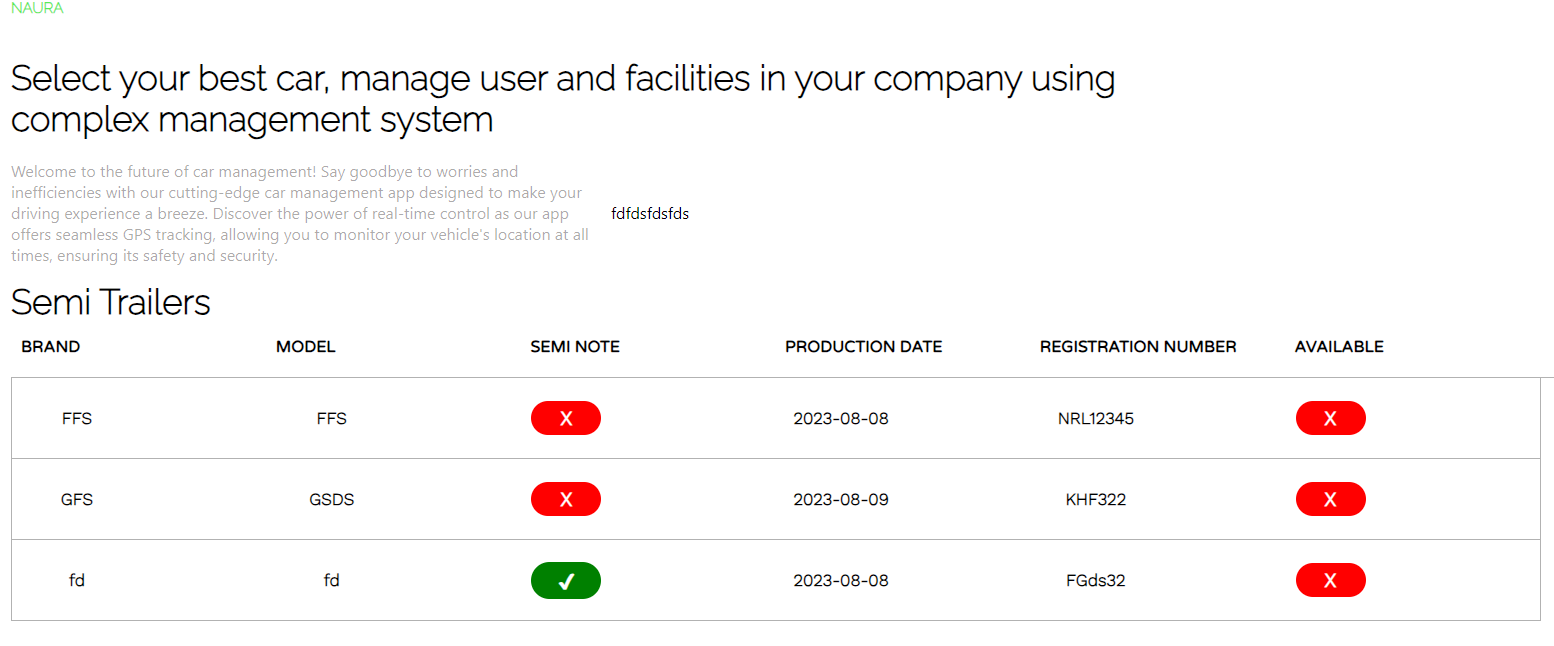 NAURA
Select your best car, manage user and facilities in your company using
complex management system
Welcome to the future of car management! Say goodbye to worries and
inefficiencies with our cutting-edge car management app designed to make your
driving experience a breeze. Discover the power of real-time control as our app
offers seamless GPS tracking, allowing you to monitor your vehicle's location at all
times, ensuring its safety and security.
fdfdsfdsfds
Semi Trailers
BRAND MODEL SEMI NOTE PRODUCTION DATE REGISTRATION NUMBER AVAILABLE
FFS FFS X 2023-08-08 NRL12345 X
GFS GSDS X 2023-08-09 KHF322 X
fd fd ✓ 2023-08-08 FGds32 X